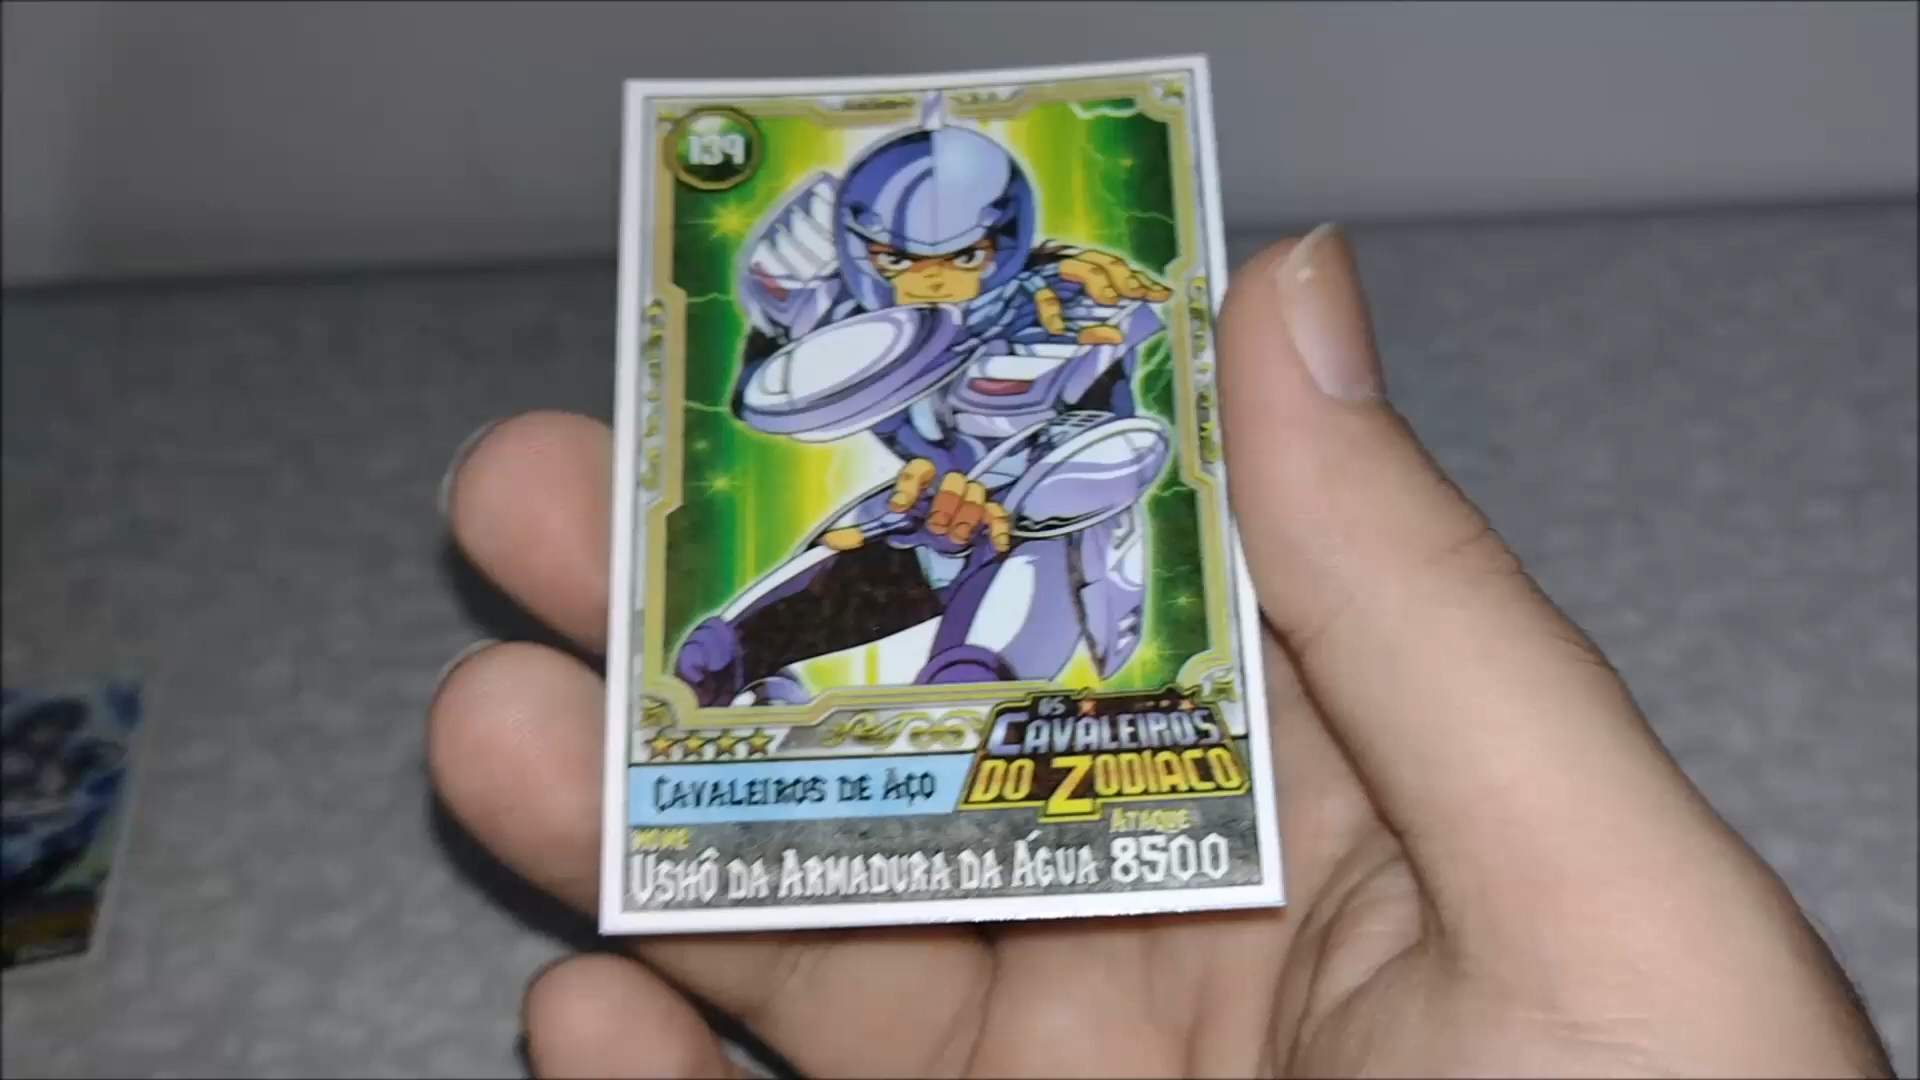 139
OS
CAVALEIROS
DO ZODÍACO
CAVALEIROS DE AÇO
NOME
ATAQUE
USHÔ DA ARMADURA DA ÁGUA 8500